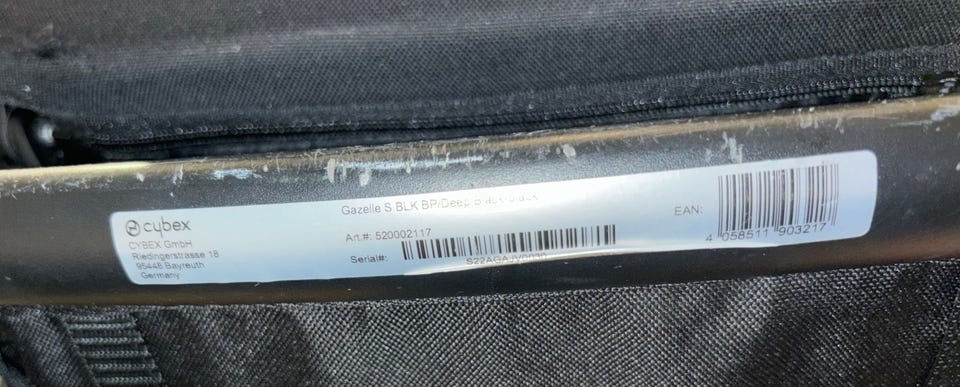 cybex
CYBEX GmbH
Riedingerstrasse 18
95448 Bayreuth
Germany
Gazelle S BLK BP/Deep Black/black
Art.#: 520002117
Serial#:
EAN:
4 058511 903217